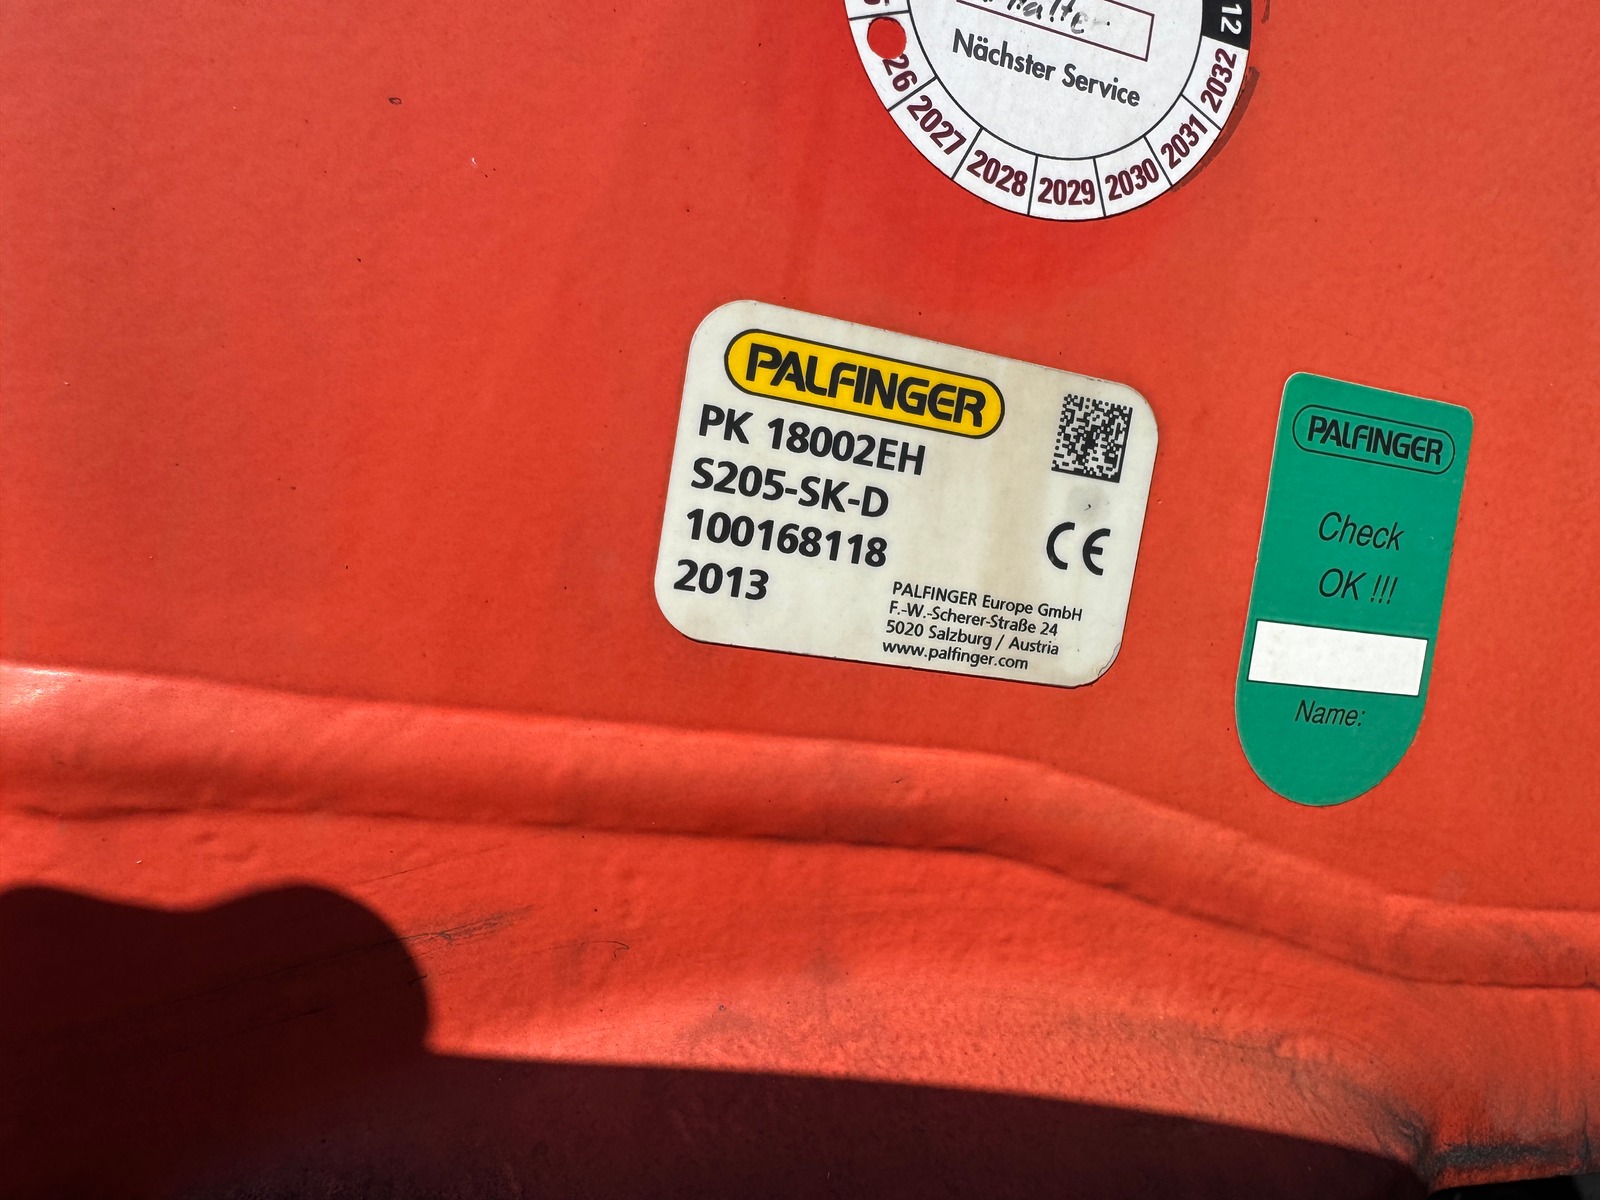 12
Nächster Service
26
2027
2028
2029
2030
2031
2032
PALFINGER
PK 18002EH
S205-SK-D
100168118
2013
CE
PALFINGER Europe GmbH
F.-W.-Scherer-Straße 24
5020 Salzburg / Austria
www.palfinger.com
PALFINGER
Check
OK !!!
Name: